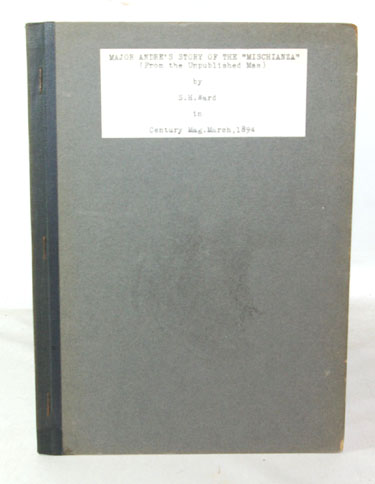 MAJOR ANDRE'S STORY OF THE "MISCHIANZA"
(From the Unpublished Mss)
by
S.H.Ward
in
Century Mag.March,1894